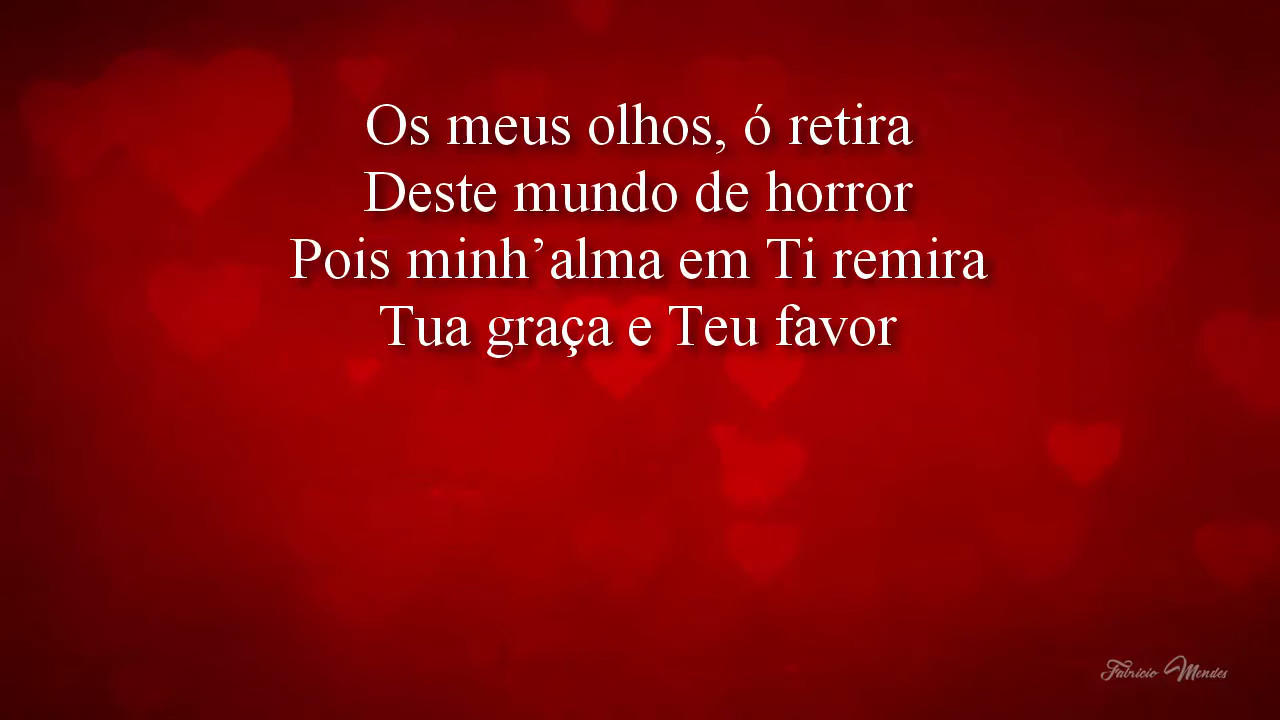 Os meus olhos, ó retira
Deste mundo de horror
Pois minh’alma em Ti remira
Tua graça e Teu favor
Fabricio Mendes